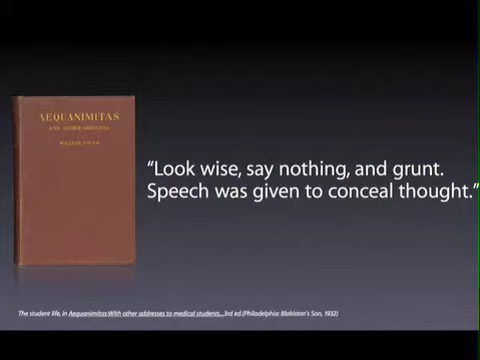 AEQUANIMITAS
AND OTHER ADDRESSES
WILLIAM OSLER
“Look wise, say nothing, and grunt.
Speech was given to conceal thought.”
The student life, in Aequanimitas:With other addresses to medical students...3rd ed.(Philadelphia: Blakiston's Son, 1932)